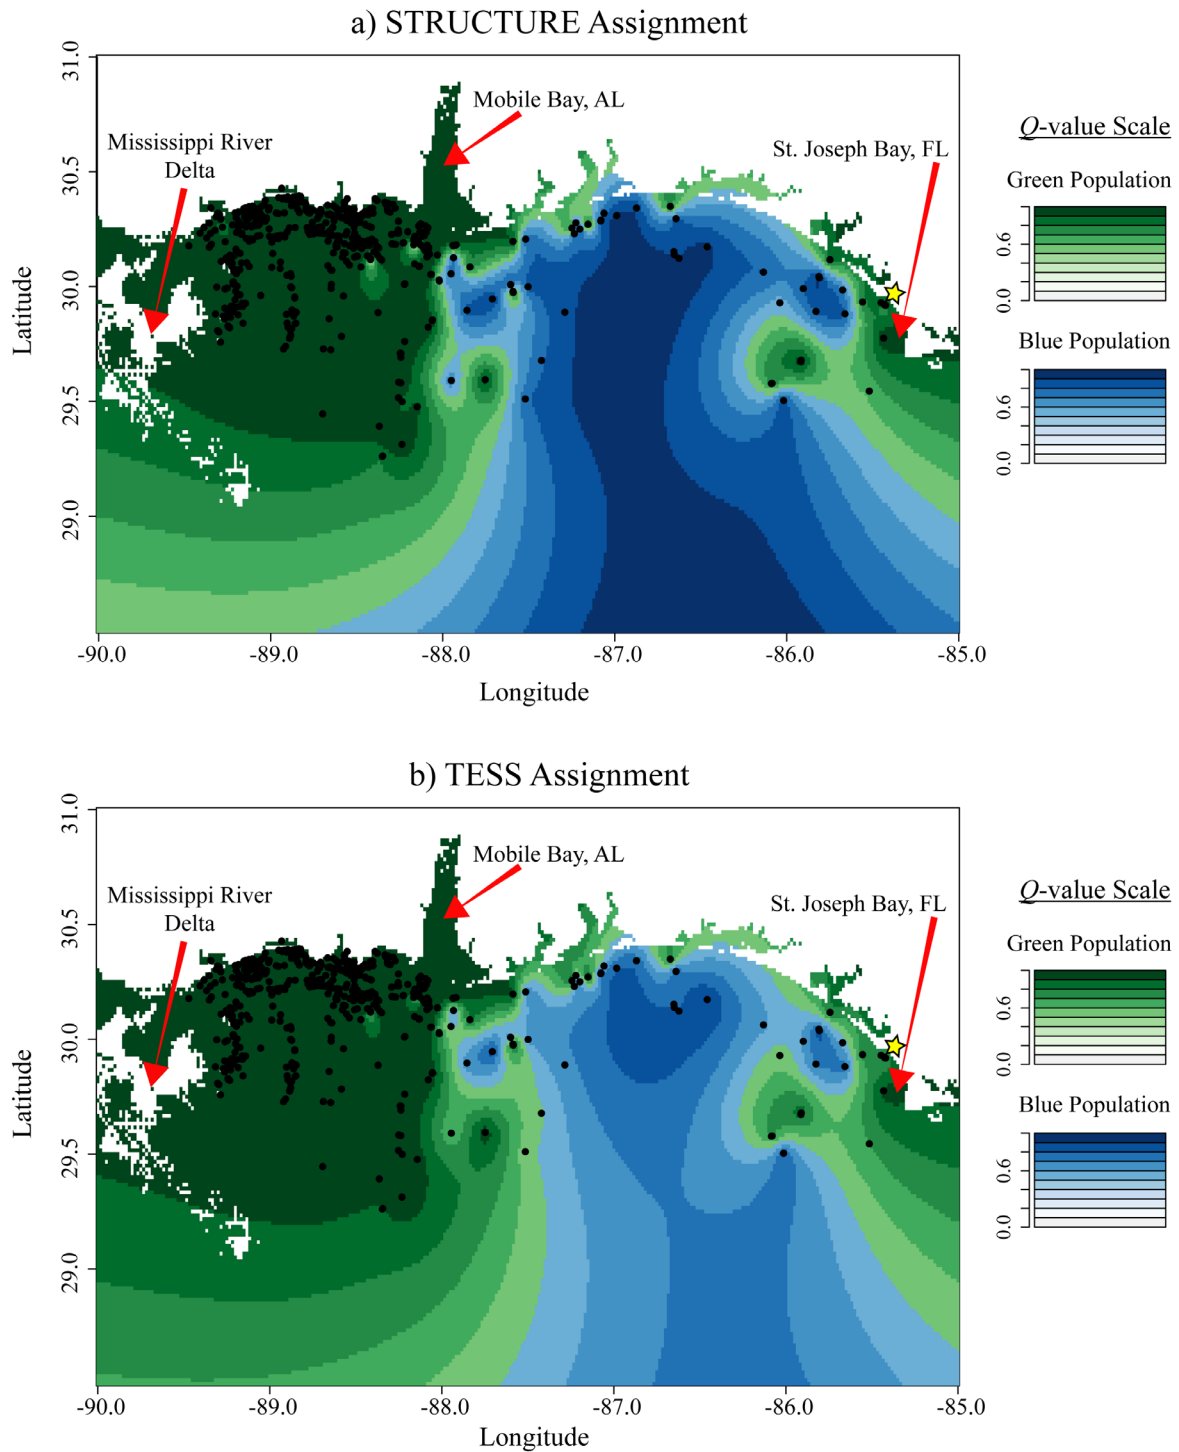 a) STRUCTURE Assignment
Mississippi River
Delta
Mobile Bay, AL
St. Joseph Bay, FL
Latitude
31.0
30.5
30.0
29.5
29.0
-90.0
-89.0
-88.0
-87.0
-86.0
-85.0
Longitude
Q-value Scale
Green Population
0.6
0.0
Blue Population
0.6
0.0
b) TESS Assignment
Mississippi River
Delta
Mobile Bay, AL
St. Joseph Bay, FL
Latitude
31.0
30.5
30.0
29.5
29.0
-90.0
-89.0
-88.0
-87.0
-86.0
-85.0
Longitude
Q-value Scale
Green Population
0.6
0.0
Blue Population
0.6
0.0